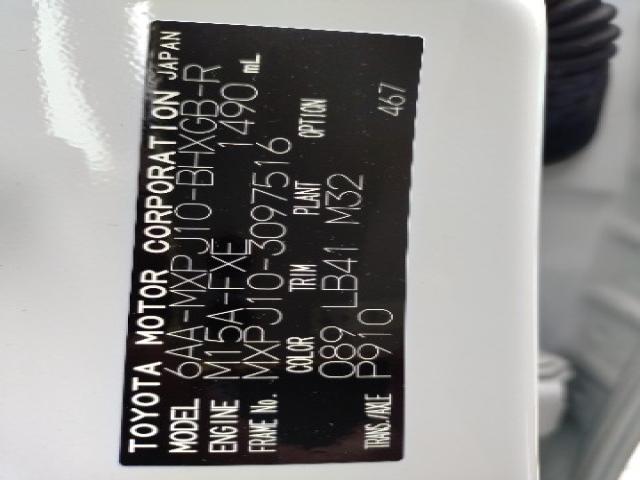 TOYOTA MOTOR CORPORATION JAPAN
MODEL 6AA-MXPJ10-BHXGB-R
ENGINE M15A-FXE 1490 mL
FRAME No. MXPJ10-3097516
COLOR TRIM PLANT OPTION
089 LB41 M32
TRANS./AXLE P910 467